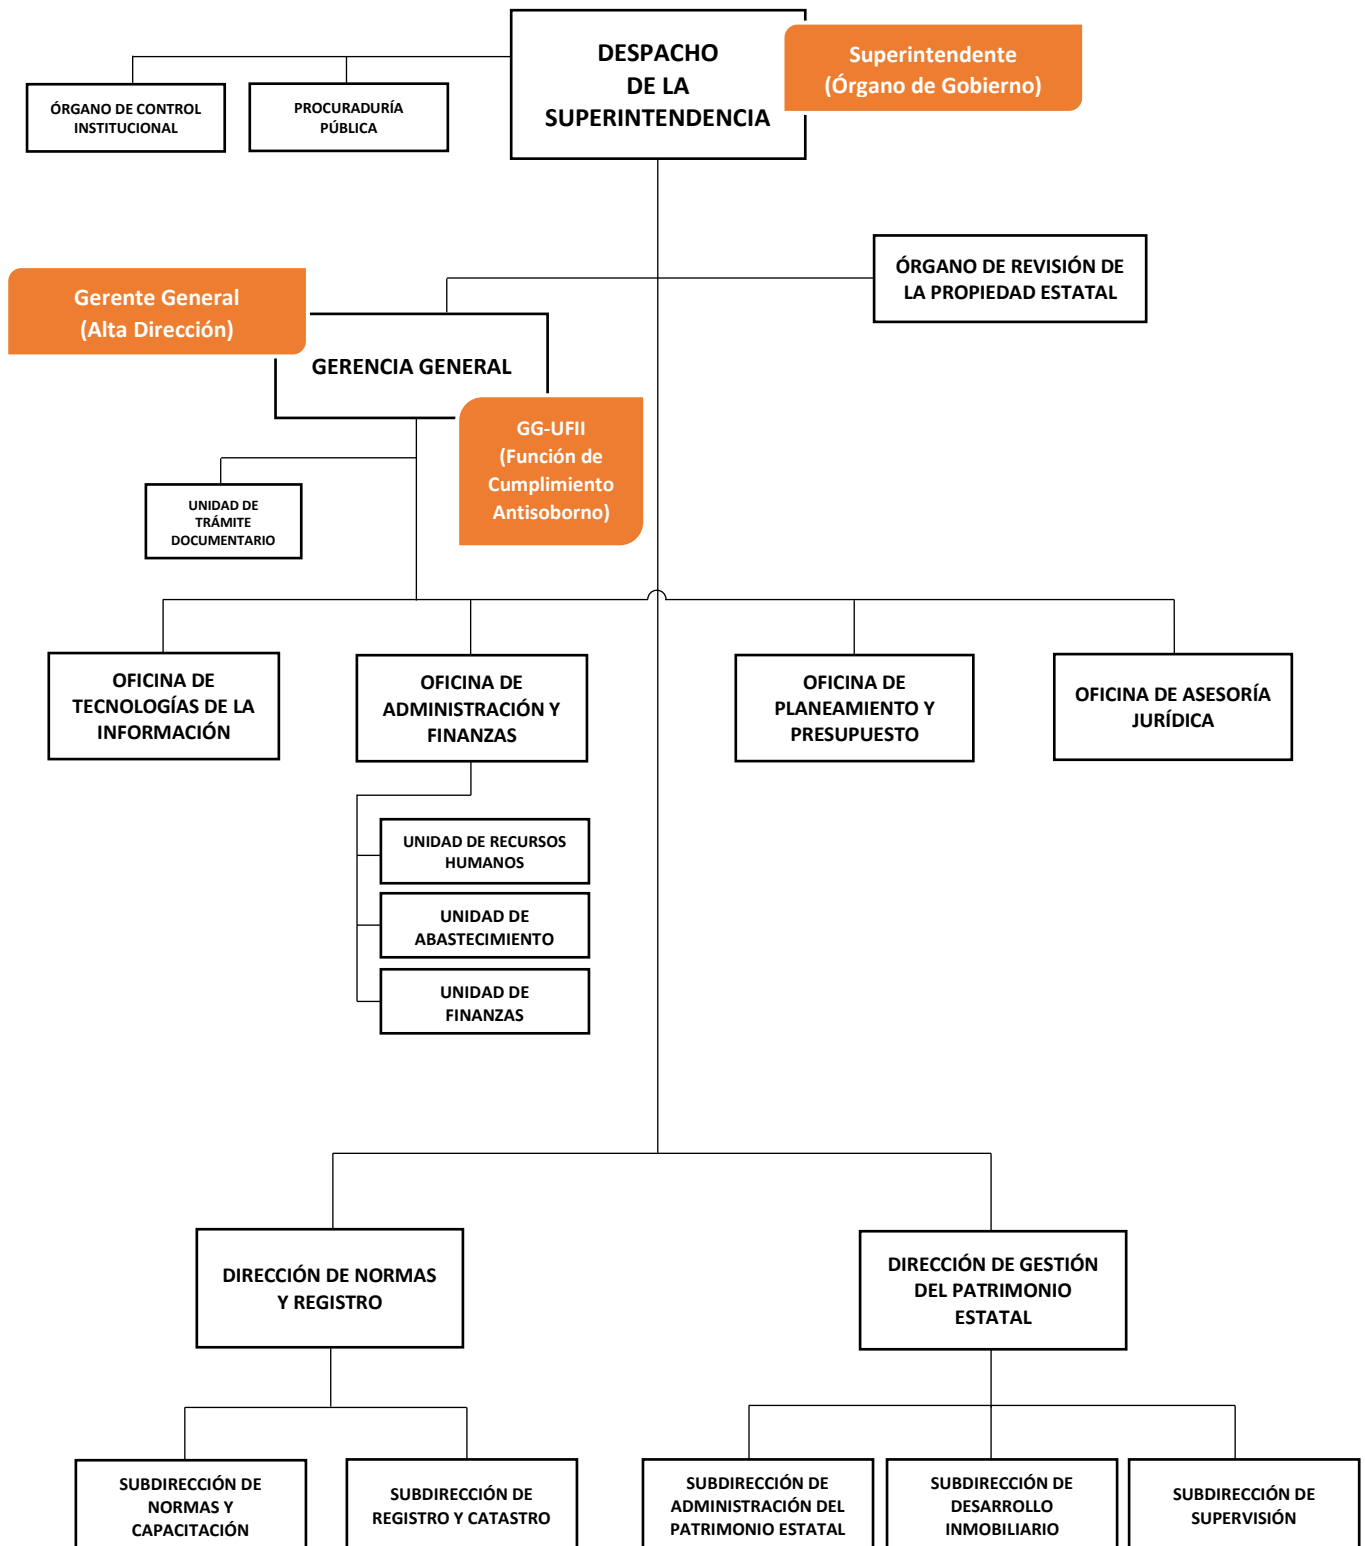 DESPACHO
DE LA
SUPERINTENDENCIA
Superintendente
(Órgano de Gobierno)
ÓRGANO DE CONTROL
INSTITUCIONAL
PROCURADURÍA
PÚBLICA
ÓRGANO DE REVISIÓN DE
LA PROPIEDAD ESTATAL
Gerente General
(Alta Dirección)
GERENCIA GENERAL
GG-UFII
(Función de
Cumplimiento
Antisoborno)
UNIDAD DE
TRÁMITE
DOCUMENTARIO
OFICINA DE
TECNOLOGÍAS DE LA
INFORMACIÓN
OFICINA DE
ADMINISTRACIÓN Y
FINANZAS
OFICINA DE
PLANEAMIENTO Y
PRESUPUESTO
OFICINA DE ASESORÍA
JURÍDICA
UNIDAD DE RECURSOS
HUMANOS
UNIDAD DE
ABASTECIMIENTO
UNIDAD DE
FINANZAS
DIRECCIÓN DE NORMAS
Y REGISTRO
DIRECCIÓN DE GESTIÓN
DEL PATRIMONIO
ESTATAL
SUBDIRECCIÓN DE
NORMAS Y
CAPACITACIÓN
SUBDIRECCIÓN DE
REGISTRO Y CATASTRO
SUBDIRECCIÓN DE
ADMINISTRACIÓN DEL
PATRIMONIO ESTATAL
SUBDIRECCIÓN DE
DESARROLLO
INMOBILIARIO
SUBDIRECCIÓN DE
SUPERVISIÓN